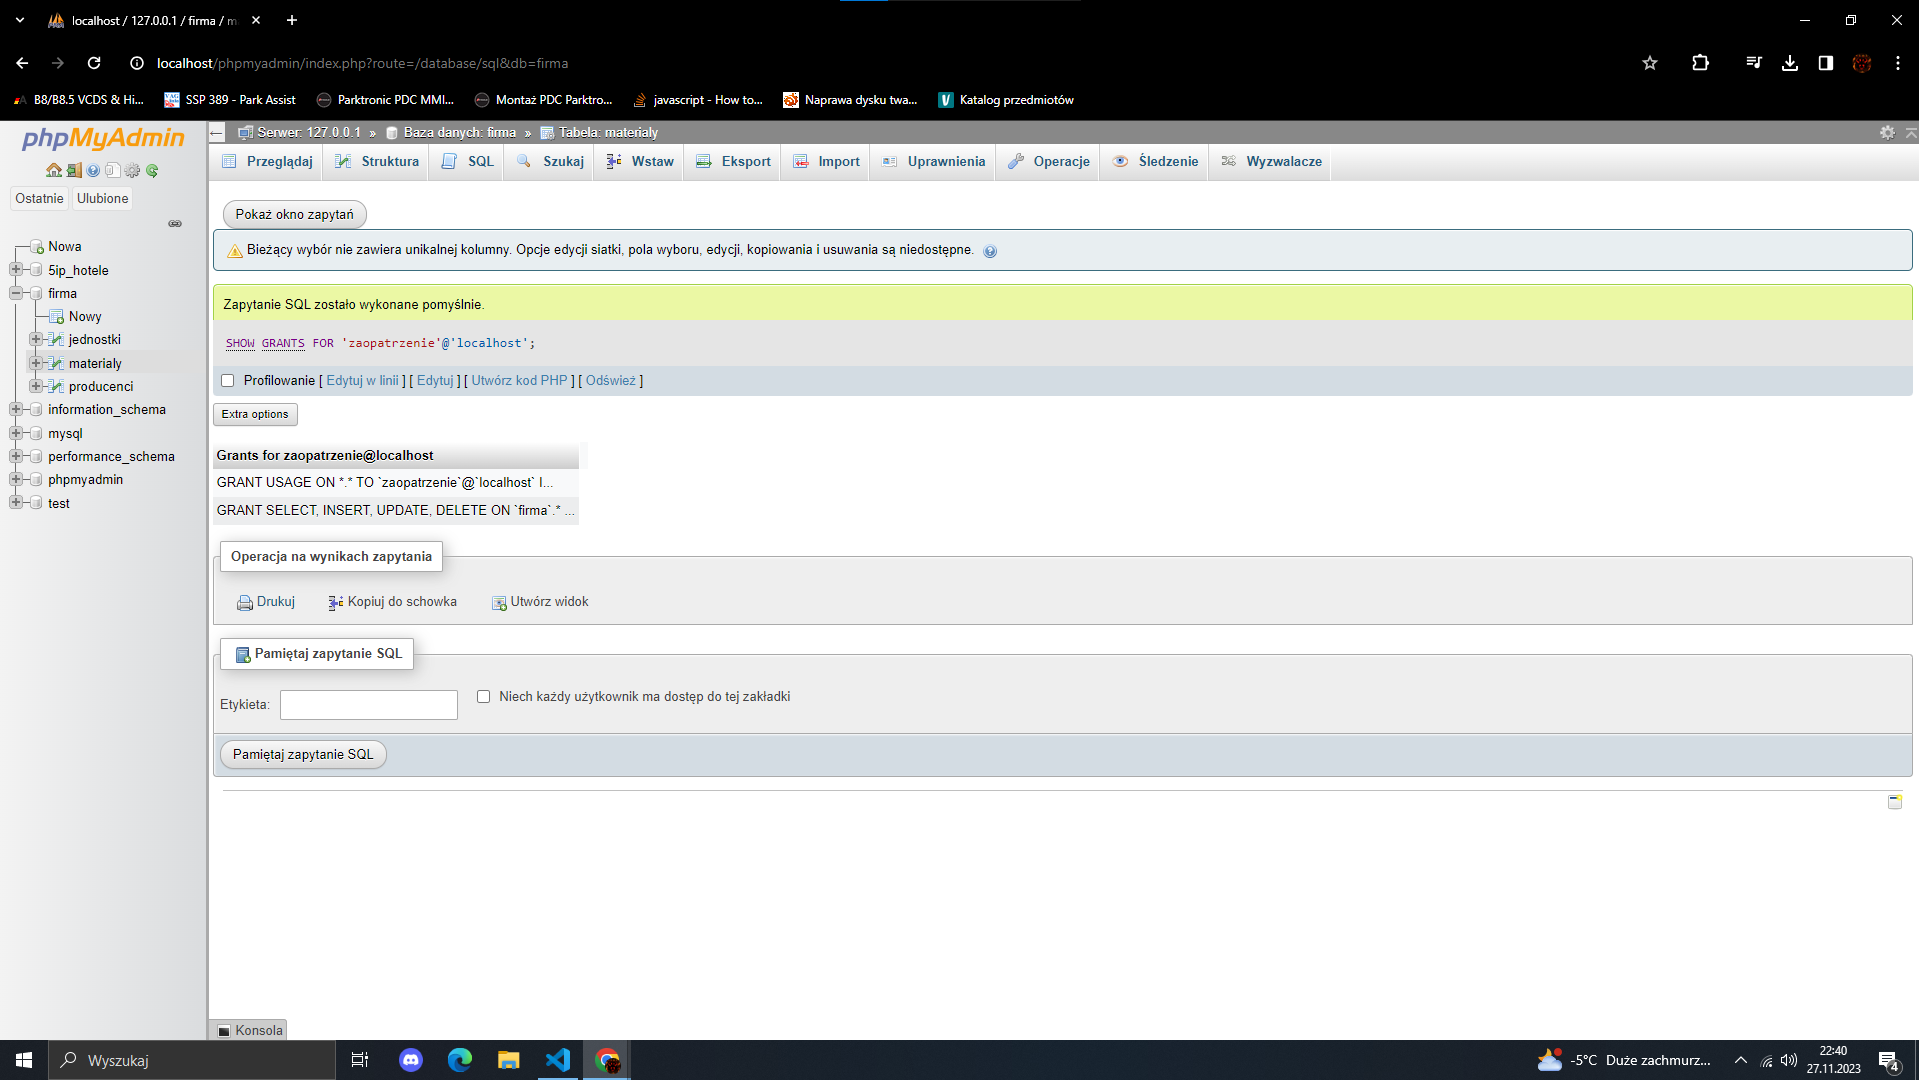 localhost / 127.0.0.1 / firma / m
localhost/phpmyadmin/index.php?route=/database/sql&db=firma
B8/B8.5 VCDS & Hi...
SSP 389 - Park Assist
Parktronic PDC MMI...
Montaż PDC Parktro...
javascript - How to...
Naprawa dysku twa...
Katalog przedmiotów
phpMyAdmin
Ostatnie
Ulubione
Nowa
5ip_hotele
firma
Nowy
jednostki
materialy
producenci
information_schema
mysql
performance_schema
phpmyadmin
test
Serwer: 127.0.0.1 » Baza danych: firma » Tabela: materialy
Przeglądaj
Struktura
SQL
Szukaj
Wstaw
Eksport
Import
Uprawnienia
Operacje
Śledzenie
Wyzwalacze
Pokaż okno zapytań
Bieżący wybór nie zawiera unikalnej kolumny. Opcje edycji siatki, pola wyboru, edycji, kopiowania i usuwania są niedostępne.
Zapytanie SQL zostało wykonane pomyślnie.
SHOW GRANTS FOR 'zaopatrzenie'@'localhost';
Profilowanie [ Edytuj w linii ] [ Edytuj ] [ Utwórz kod PHP ] [ Odśwież ]
Extra options
Grants for zaopatrzenie@localhost
GRANT USAGE ON *.* TO `zaopatrzenie`@`localhost` I...
GRANT SELECT, INSERT, UPDATE, DELETE ON `firma`.* ...
Operacja na wynikach zapytania
Drukuj
Kopiuj do schowka
Utwórz widok
Pamiętaj zapytanie SQL
Etykieta:
Niech każdy użytkownik ma dostęp do tej zakładki
Pamiętaj zapytanie SQL
Konsola
Wyszukaj
-5°C Duże zachmurz...
22:40
27.11.2023
4